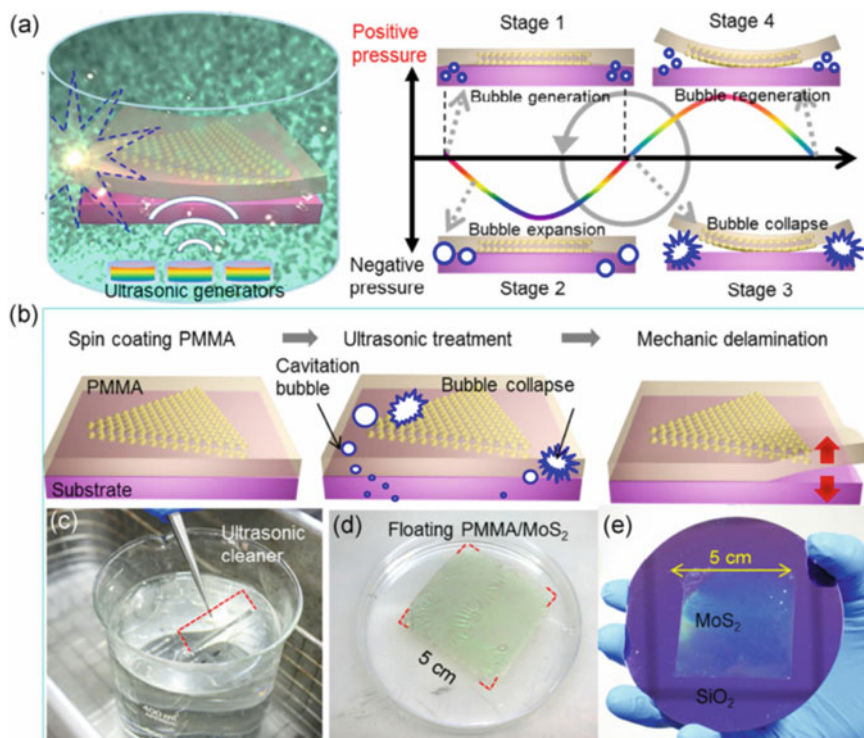 (a)
Positive
pressure
Stage 1
Stage 4
Bubble generation
Bubble regeneration
Bubble expansion
Bubble collapse
Negative
pressure
Stage 2
Stage 3
Ultrasonic generators
(b)
Spin coating PMMA
Ultrasonic treatment
Mechanic delamination
PMMA
Cavitation
bubble
Bubble collapse
Substrate
(c)
Ultrasonic
cleaner
(d)
Floating PMMA/MoS₂
5 cm
(e)
5 cm
MoS₂
SiO₂